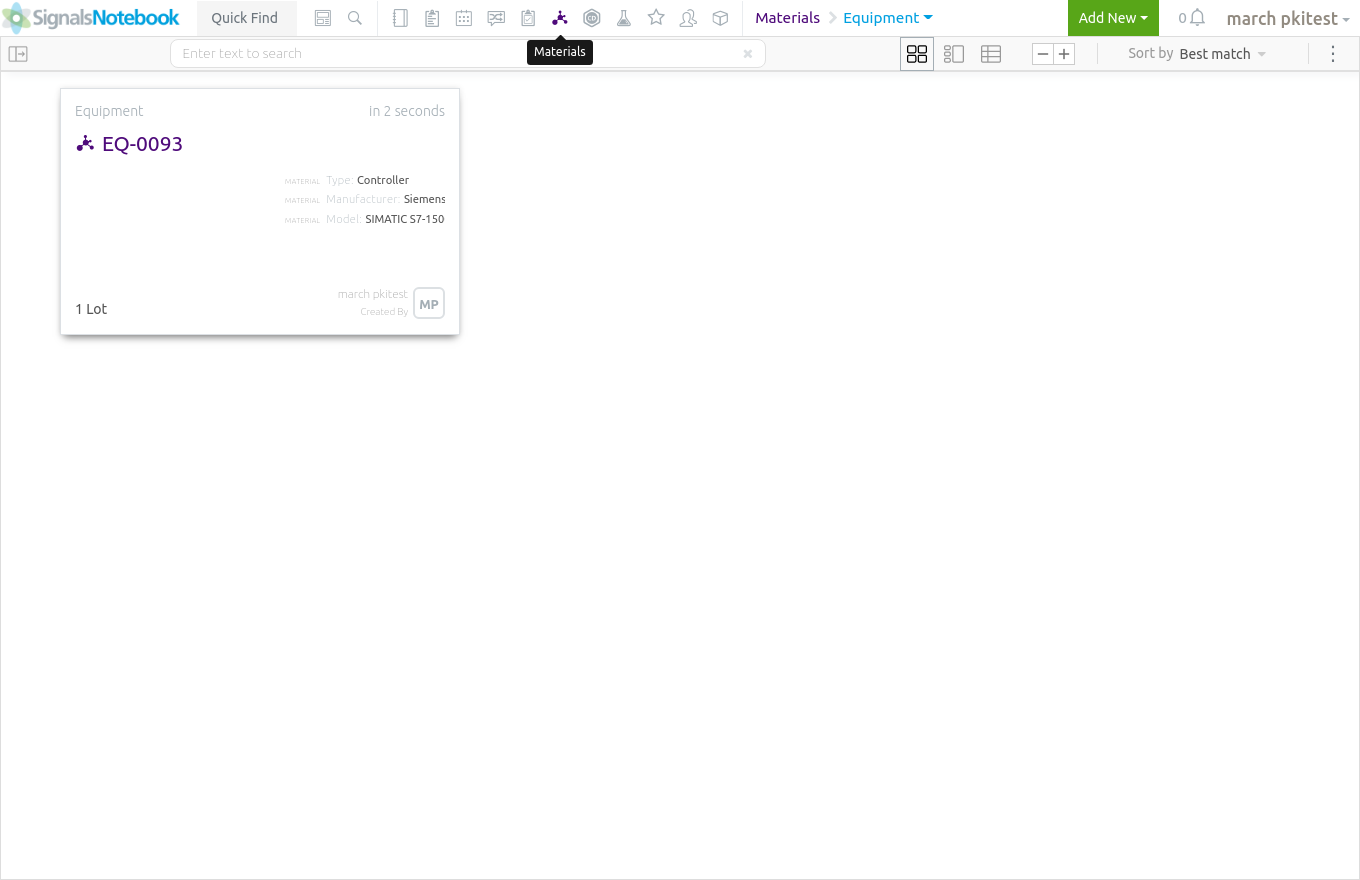 SignalsNotebook Quick Find Materials Equipment Add New 0 march pkitest
Enter text to search Materials Sort by Best match
Equipment in 2 seconds
EQ-0093
MATERIAL Type: Controller
MATERIAL Manufacturer: Siemens
MATERIAL Model: SIMATIC S7-150
march pkitest
Created By
MP
1 Lot